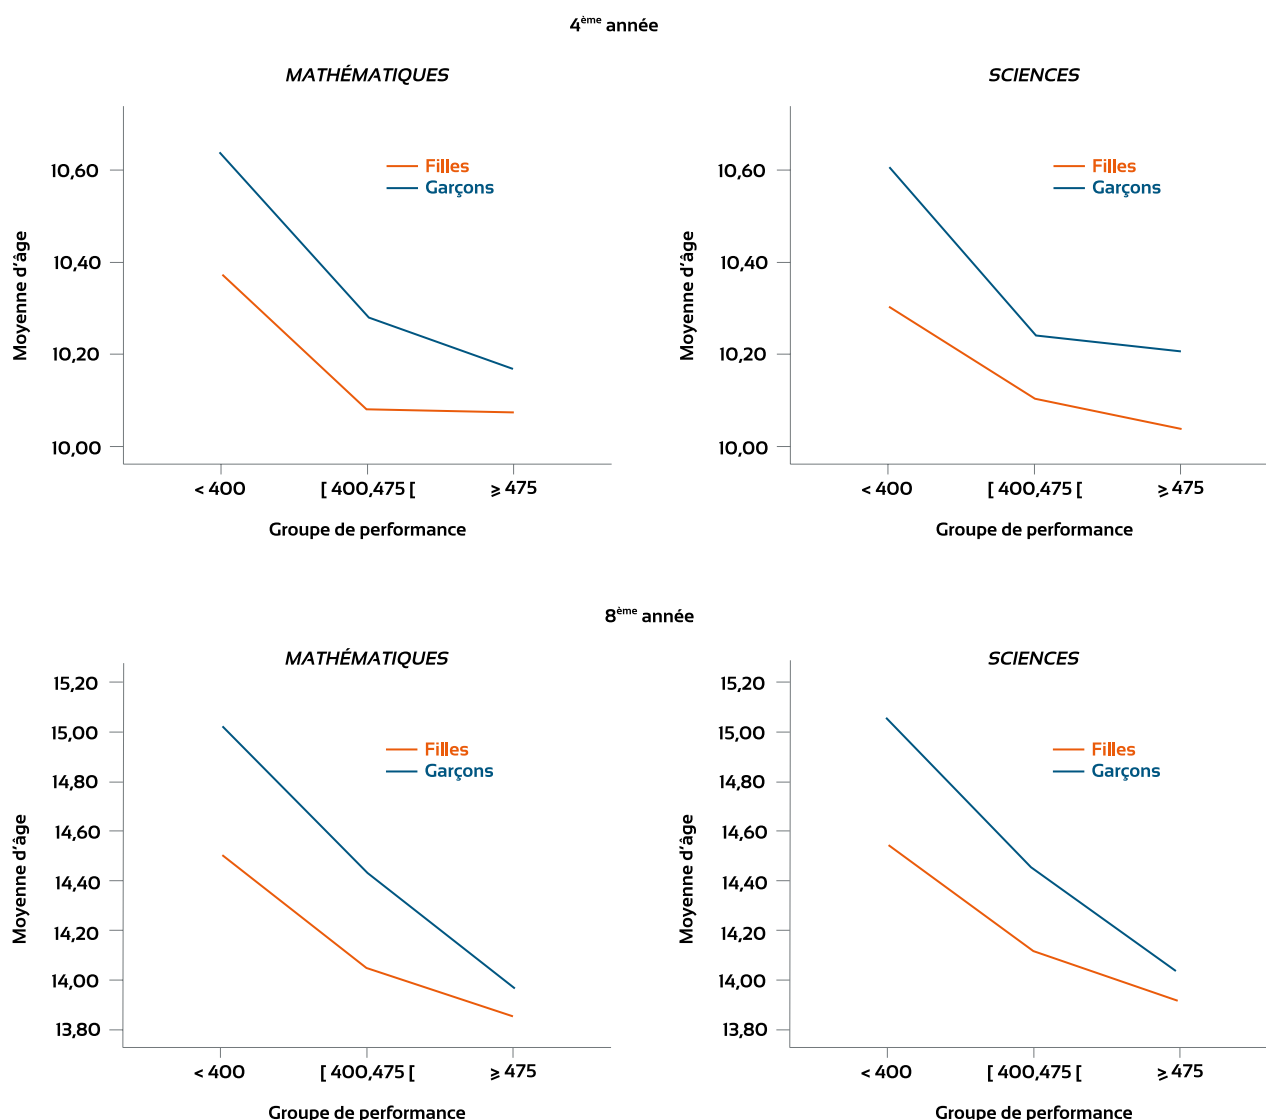 4ème année
MATHÉMATIQUES
Moyenne d'âge
10,60
10,40
10,20
10,00
Filles
Garçons
< 400
[ 400,475 [
⩾ 475
Groupe de performance
SCIENCES
Moyenne d'âge
10,60
10,40
10,20
10,00
Filles
Garçons
< 400
[ 400,475 [
⩾ 475
Groupe de performance
8ème année
MATHÉMATIQUES
Moyenne d'âge
15,20
15,00
14,80
14,60
14,40
14,20
14,00
13,80
Filles
Garçons
< 400
[ 400,475 [
⩾ 475
Groupe de performance
SCIENCES
Moyenne d'âge
15,20
15,00
14,80
14,60
14,40
14,20
14,00
13,80
Filles
Garçons
< 400
[ 400,475 [
⩾ 475
Groupe de performance